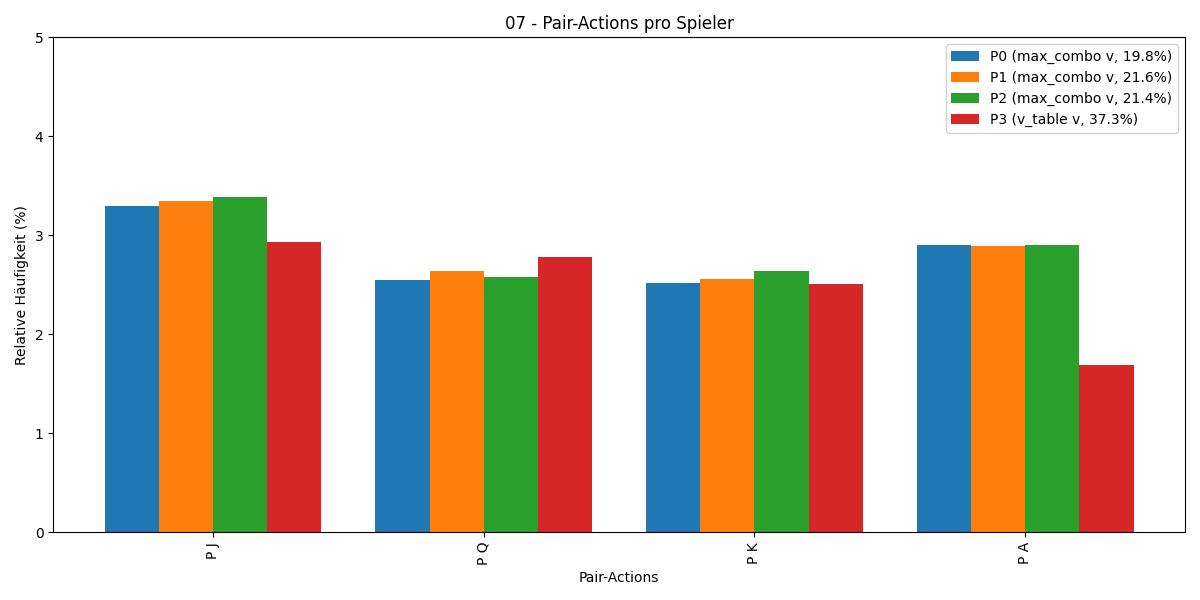 07 - Pair-Actions pro Spieler
P0 (max_combo v, 19.8%)
P1 (max_combo v, 21.6%)
P2 (max_combo v, 21.4%)
P3 (v_table v, 37.3%)
Relative Häufigkeit (%)
5
4
3
2
1
0
P J
P Q
P K
P A
Pair-Actions